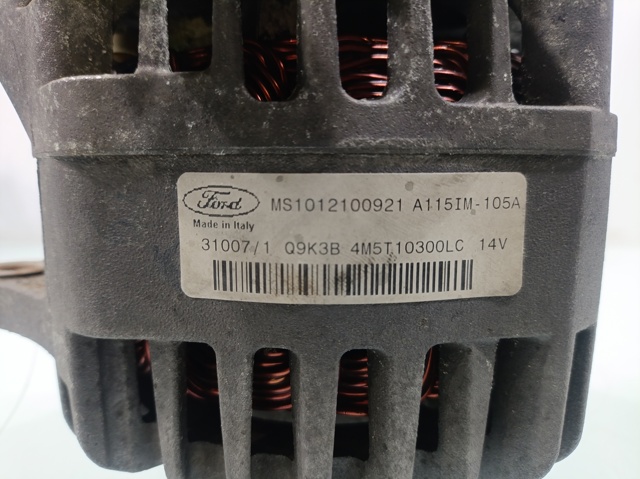 Ford MS1012100921 A115IM-105A
Made in Italy
31007/1 Q9K3B 4M5T10300LC 14V